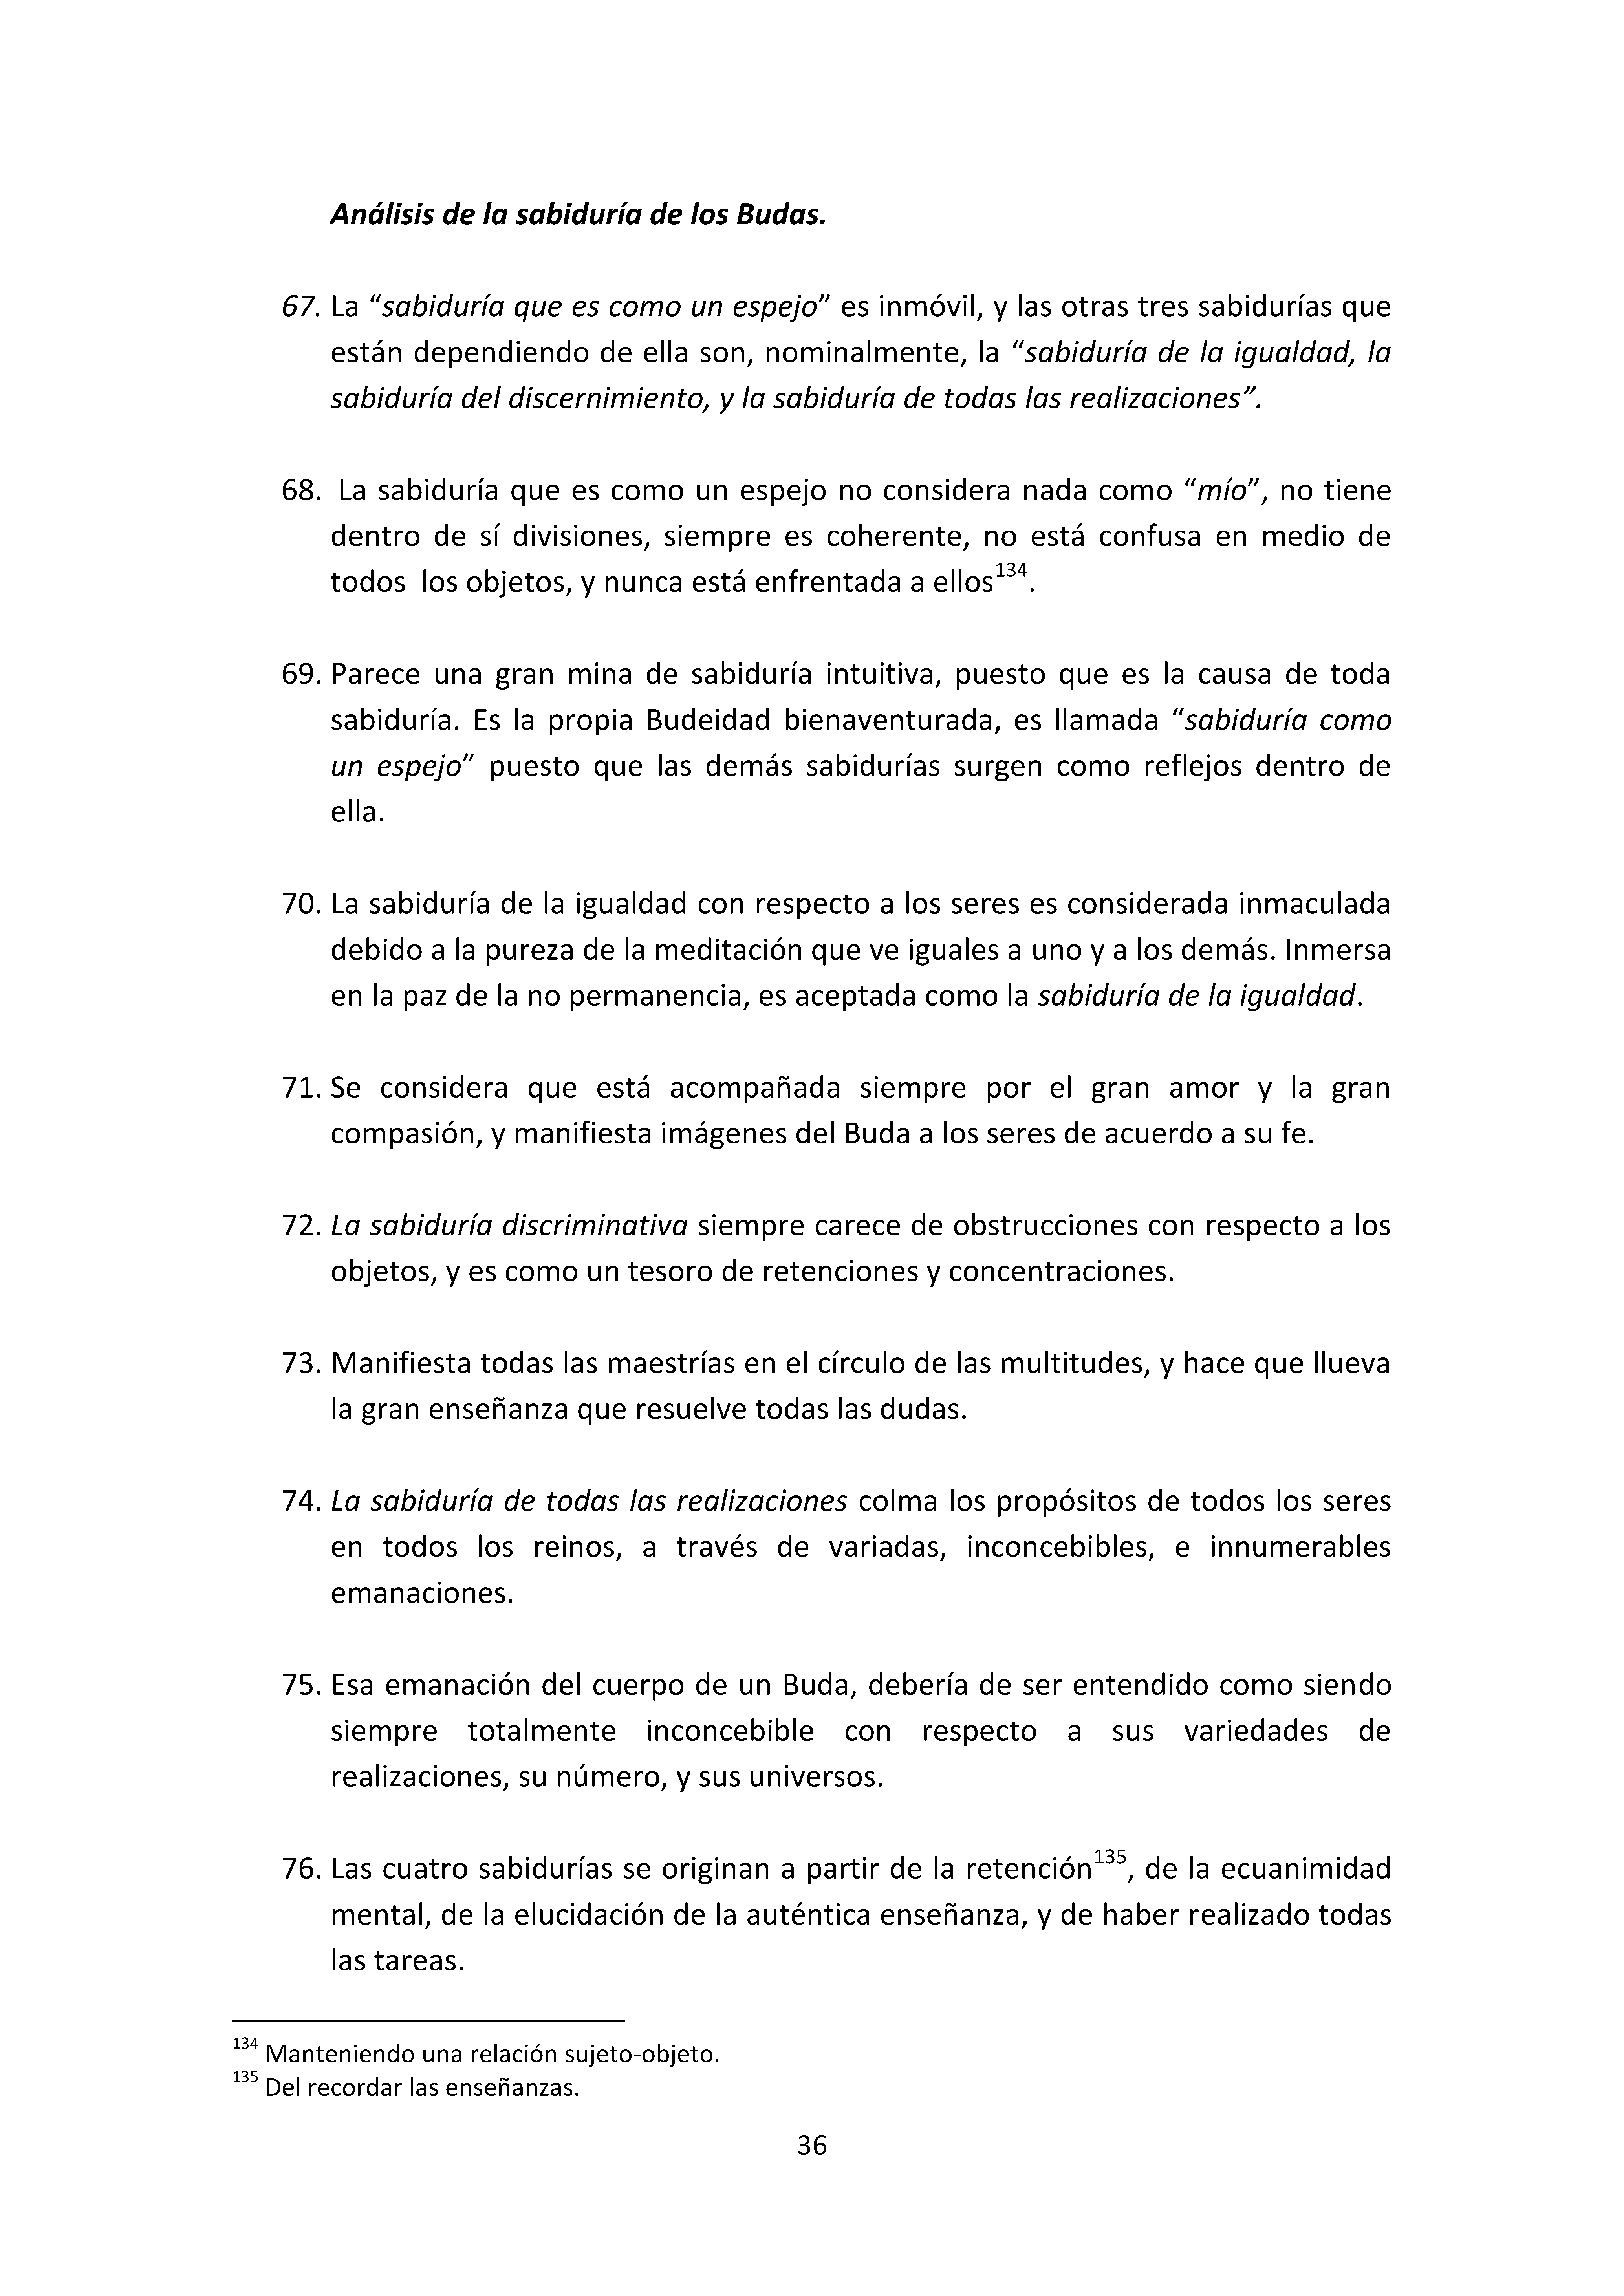 Análisis de la sabiduría de los Budas.
67. La “sabiduría que es como un espejo” es inmóvil, y las otras tres sabidurías que
están dependiendo de ella son, nominalmente, la “sabiduría de la igualdad, la
sabiduría del discernimiento, y la sabiduría de todas las realizaciones”.
68. La sabiduría que es como un espejo no considera nada como “mío”, no tiene
dentro de sí divisiones, siempre es coherente, no está confusa en medio de
todos los objetos, y nunca está enfrentada a ellos134.
69. Parece una gran mina de sabiduría intuitiva, puesto que es la causa de toda
sabiduría. Es la propia Budeidad bienaventurada, es llamada “sabiduría como
un espejo” puesto que las demás sabidurías surgen como reflejos dentro de
ella.
70. La sabiduría de la igualdad con respecto a los seres es considerada inmaculada
debido a la pureza de la meditación que ve iguales a uno y a los demás. Inmersa
en la paz de la no permanencia, es aceptada como la sabiduría de la igualdad.
71. Se considera que está acompañada siempre por el gran amor y la gran
compasión, y manifiesta imágenes del Buda a los seres de acuerdo a su fe.
72. La sabiduría discriminativa siempre carece de obstrucciones con respecto a los
objetos, y es como un tesoro de retenciones y concentraciones.
73. Manifiesta todas las maestrías en el círculo de las multitudes, y hace que llueva
la gran enseñanza que resuelve todas las dudas.
74. La sabiduría de todas las realizaciones colma los propósitos de todos los seres
en todos los reinos, a través de variadas, inconcebibles, e innumerables
emanaciones.
75. Esa emanación del cuerpo de un Buda, debería de ser entendido como siendo
siempre totalmente inconcebible con respecto a sus variedades de
realizaciones, su número, y sus universos.
76. Las cuatro sabidurías se originan a partir de la retención135, de la ecuanimidad
mental, de la elucidación de la auténtica enseñanza, y de haber realizado todas
las tareas.
134 Manteniendo una relación sujeto-objeto.
135 Del recordar las enseñanzas.
36